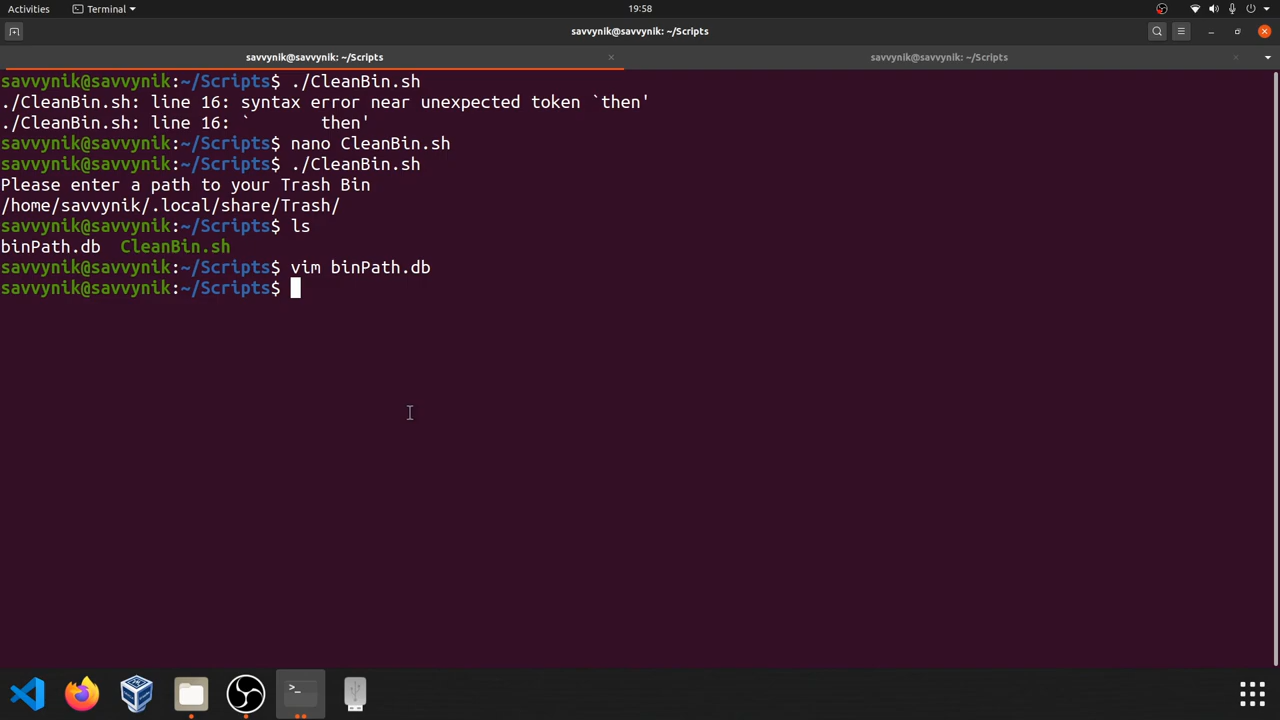 Activities Terminal 19:58
savvynik@savvynik: ~/Scripts
savvynik@savvynik: ~/Scripts savvynik@savvynik: ~/Scripts
savvynik@savvynik:~/Scripts$ ./CleanBin.sh
./CleanBin.sh: line 16: syntax error near unexpected token `then'
./CleanBin.sh: line 16: `       then'
savvynik@savvynik:~/Scripts$ nano CleanBin.sh
savvynik@savvynik:~/Scripts$ ./CleanBin.sh
Please enter a path to your Trash Bin
/home/savvynik/.local/share/Trash/
savvynik@savvynik:~/Scripts$ ls
binPath.db  CleanBin.sh
savvynik@savvynik:~/Scripts$ vim binPath.db
savvynik@savvynik:~/Scripts$